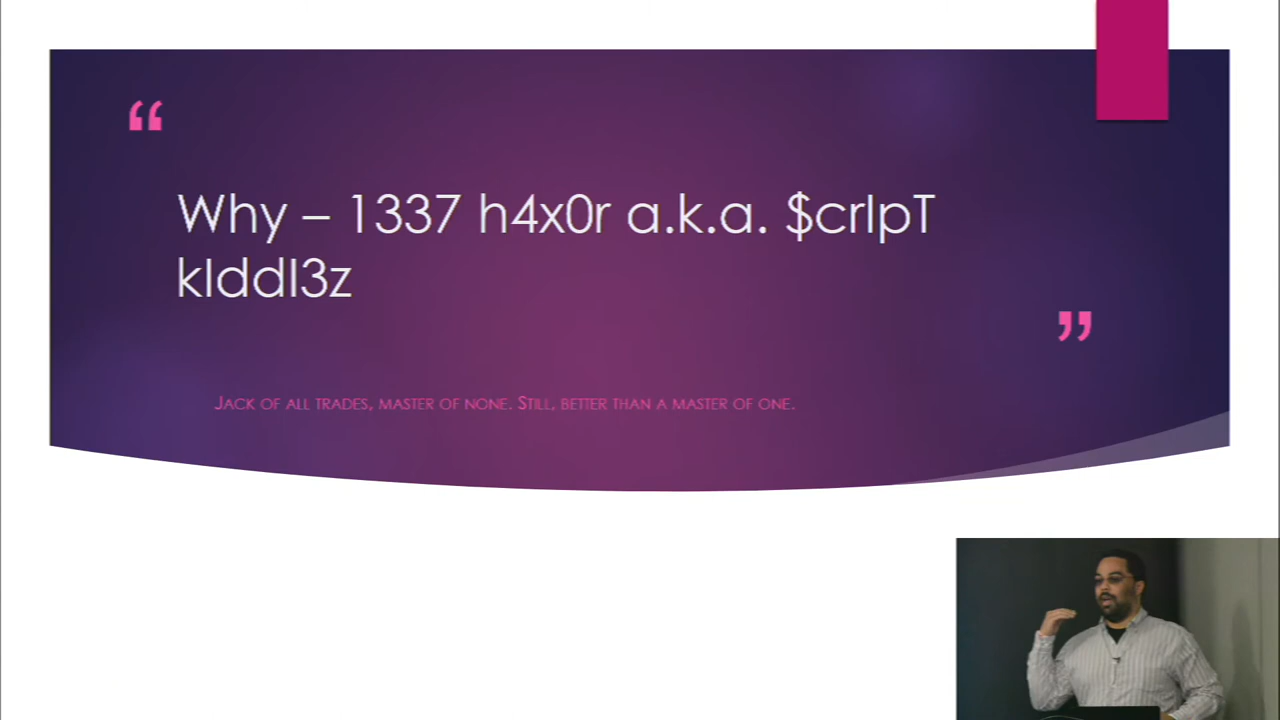 “
Why – 1337 h4x0r a.k.a. $crIpT
kIddI3z
”
Jack of all trades, master of none. Still, better than a master of one.